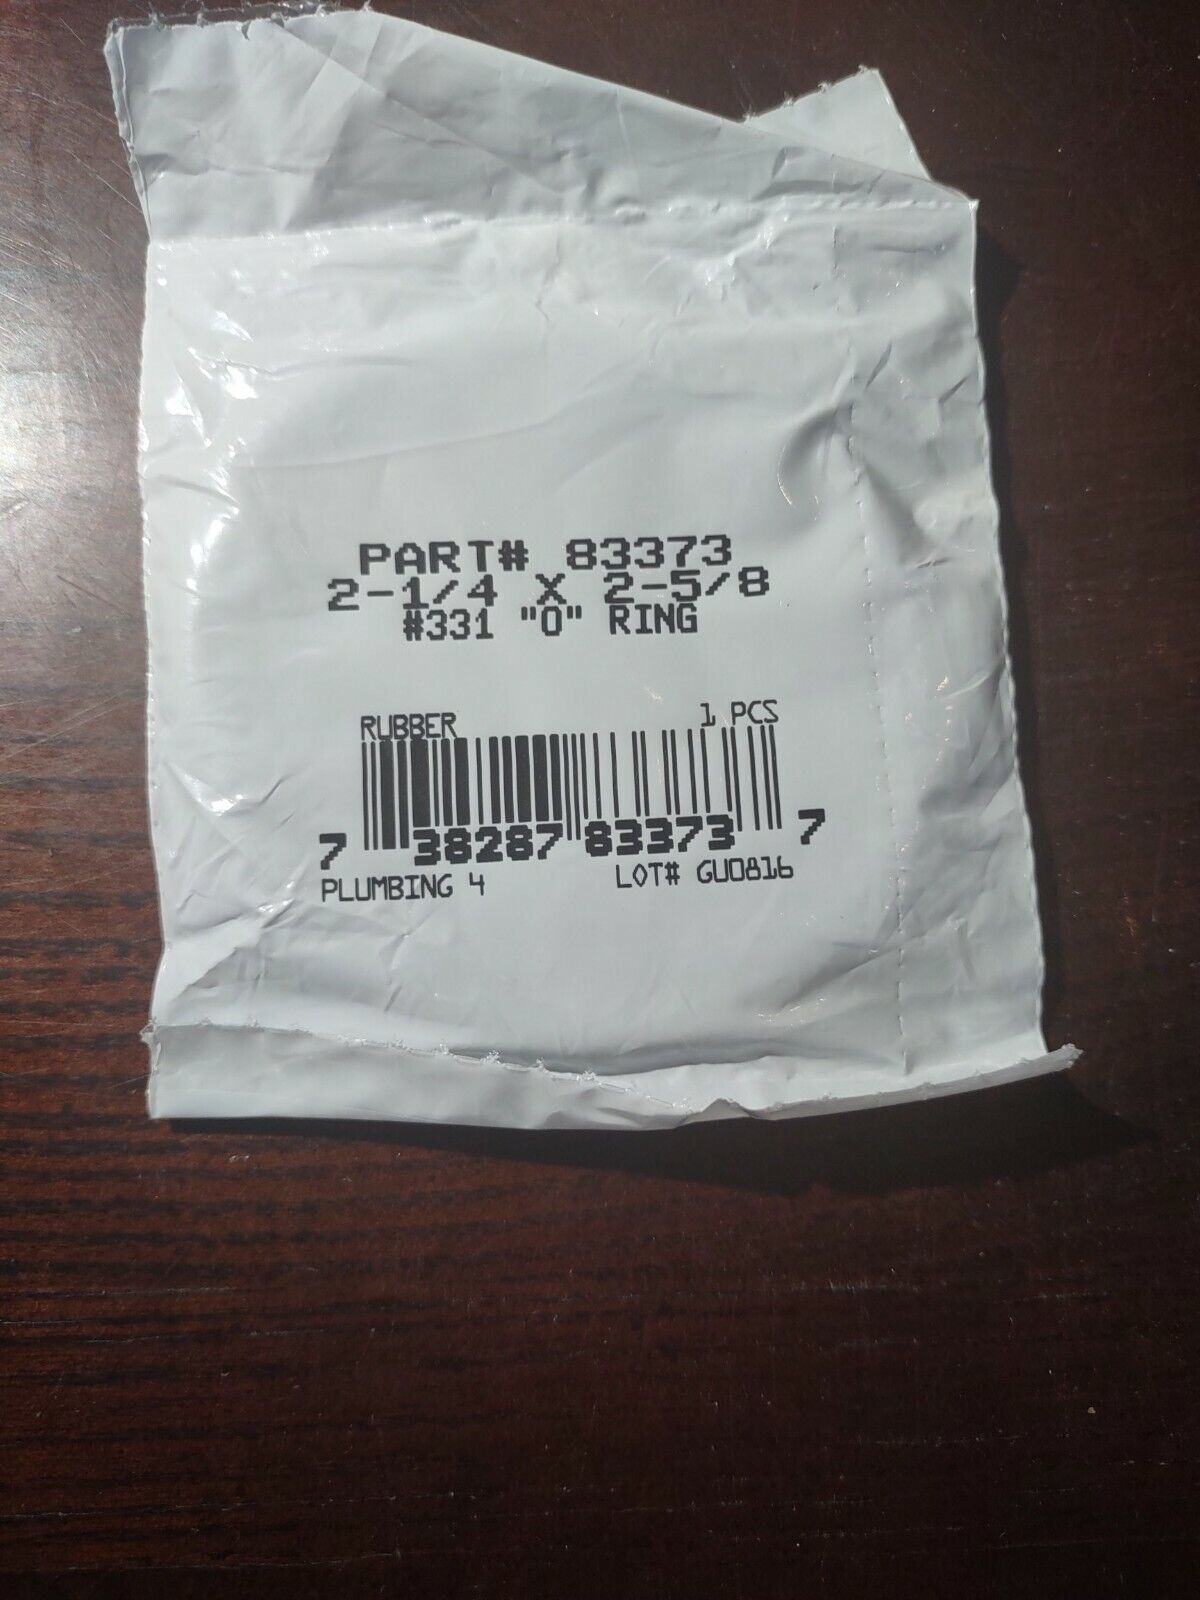 PART# 83373
2-1/4 X 2-5/8
#331 "O" RING
RUBBER 1 PCS
7 38287 83373 7
PLUMBING 4 LOT# GU0816